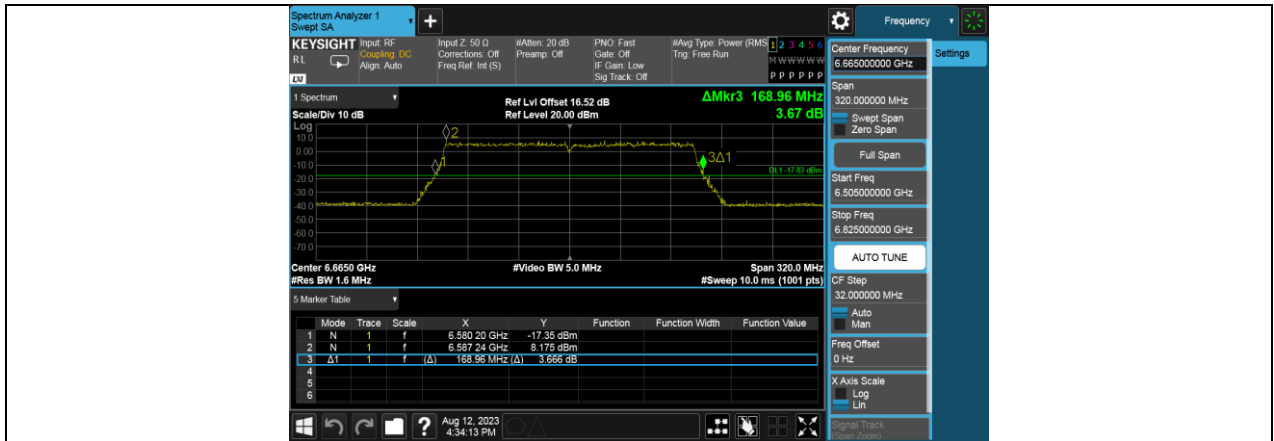 Spectrum Analyzer 1
Swept SA
Frequency
KEYSIGHT
RL
LXI
Input: RF
Coupling: DC
Align: Auto
Input Z: 50 Ω
Corrections: Off
Freq Ref: Int (S)
#Atten: 20 dB
Preamp: Off
PNO: Fast
Gate: Off
IF Gain: Low
Sig Track: Off
#Avg Type: Power (RMS
Trig: Free Run
1 2 3 4 5 6
M W W W W W
P P P P P P
1 Spectrum
Scale/Div 10 dB
Ref Lvl Offset 16.52 dB
Ref Level 20.00 dBm
ΔMkr3 168.96 MHz
3.67 dB
Log
10.0
0.00
-10.0
-20.0
-30.0
-40.0
-50.0
-60.0
-70.0
2
1
3Δ1
DL1 -17.83 dBm
Center 6.6650 GHz
#Video BW 5.0 MHz
Span 320.0 MHz
#Res BW 1.6 MHz
#Sweep 10.0 ms (1001 pts)
5 Marker Table
Mode Trace Scale X Y Function Function Width Function Value
1 N 1 f 6.580 20 GHz -17.35 dBm
2 N 1 f 6.587 24 GHz 8.175 dBm
3 Δ1 1 f (Δ) 168.96 MHz (Δ) 3.666 dB
4
5
6
Aug 12, 2023
4:34:13 PM
Settings
Center Frequency
6.665000000 GHz
Span
320.000000 MHz
Swept Span
Zero Span
Full Span
Start Freq
6.505000000 GHz
Stop Freq
6.825000000 GHz
AUTO TUNE
CF Step
32.000000 MHz
Auto
Man
Freq Offset
0 Hz
X Axis Scale
Log
Lin
Signal Track
(Span Zoom)